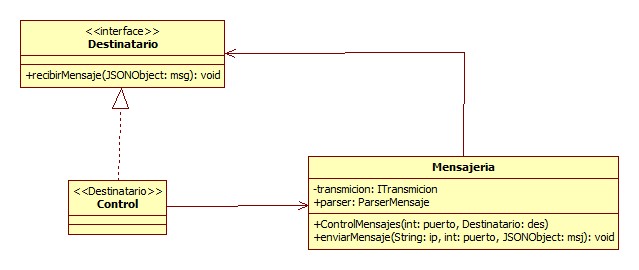 <<interface>>
Destinatario
+recibirMensaje(JSONObject: msg): void
<<Destinatario>>
Control
Mensajeria
-transmicion: ITransmicion
+parser: ParserMensaje
+ControlMensajes(int: puerto, Destinatario: des)
+enviarMensaje(String: ip, int: puerto, JSONObject: msj): void